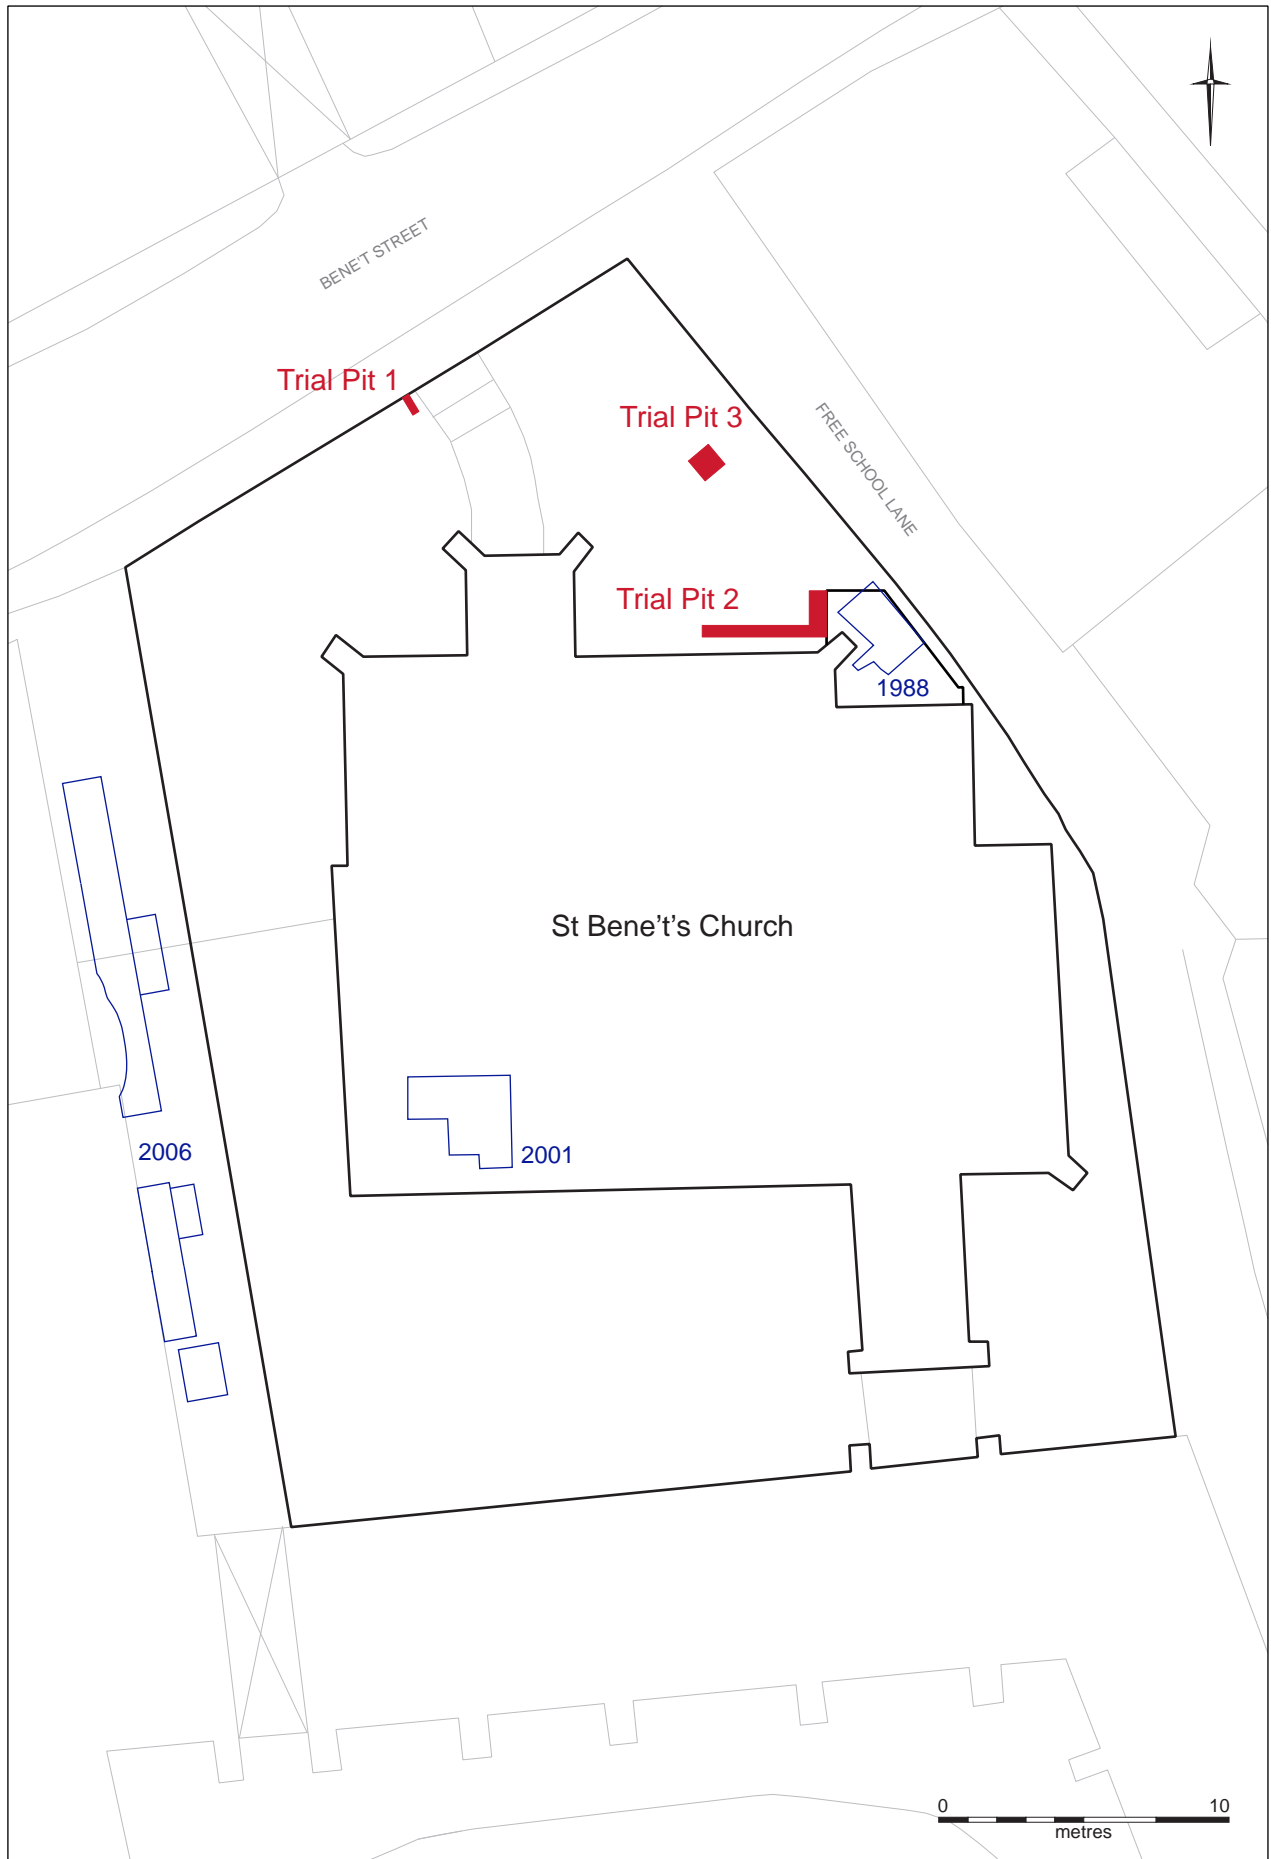 BENE'T STREET
Trial Pit 1
Trial Pit 3
FREE SCHOOL LANE
Trial Pit 2
1988
St Bene't's Church
2006
2001
0 10
metres